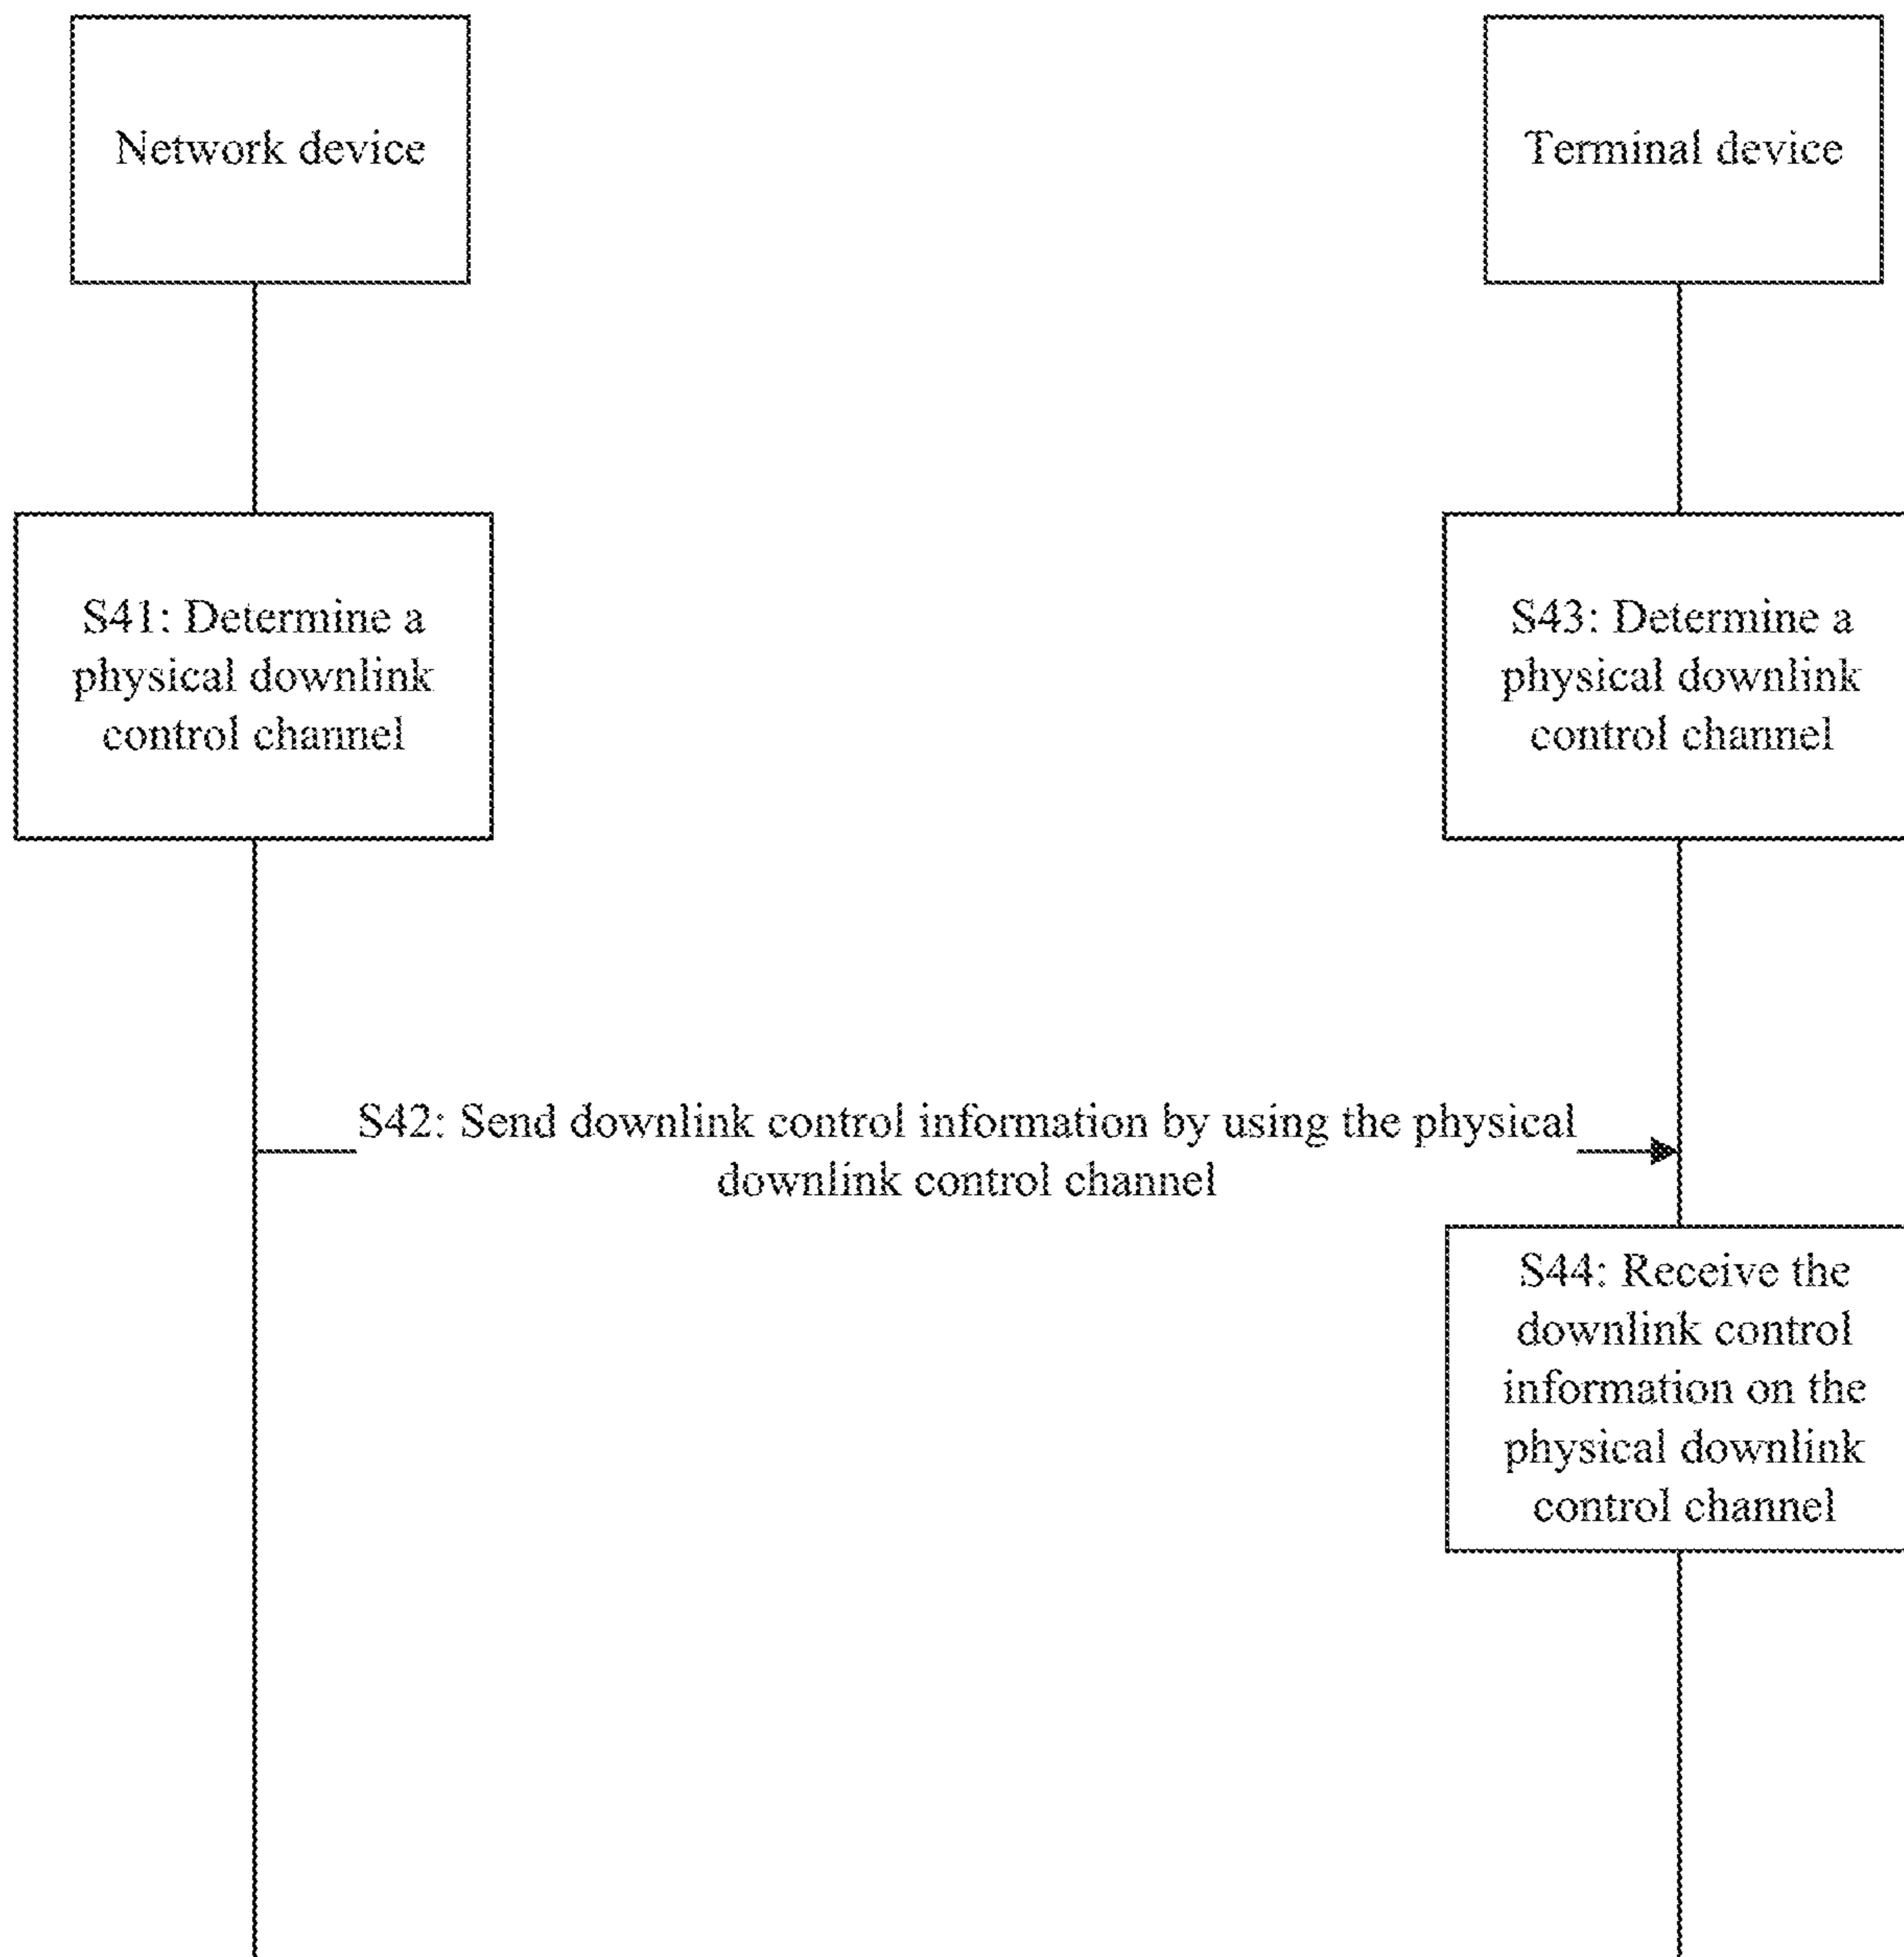 Network device
Terminal device
S41: Determine a
physical downlink
control channel
S43: Determine a
physical downlink
control channel
S42: Send downlink control information by using the physical
downlink control channel
S44: Receive the
downlink control
information on the
physical downlink
control channel